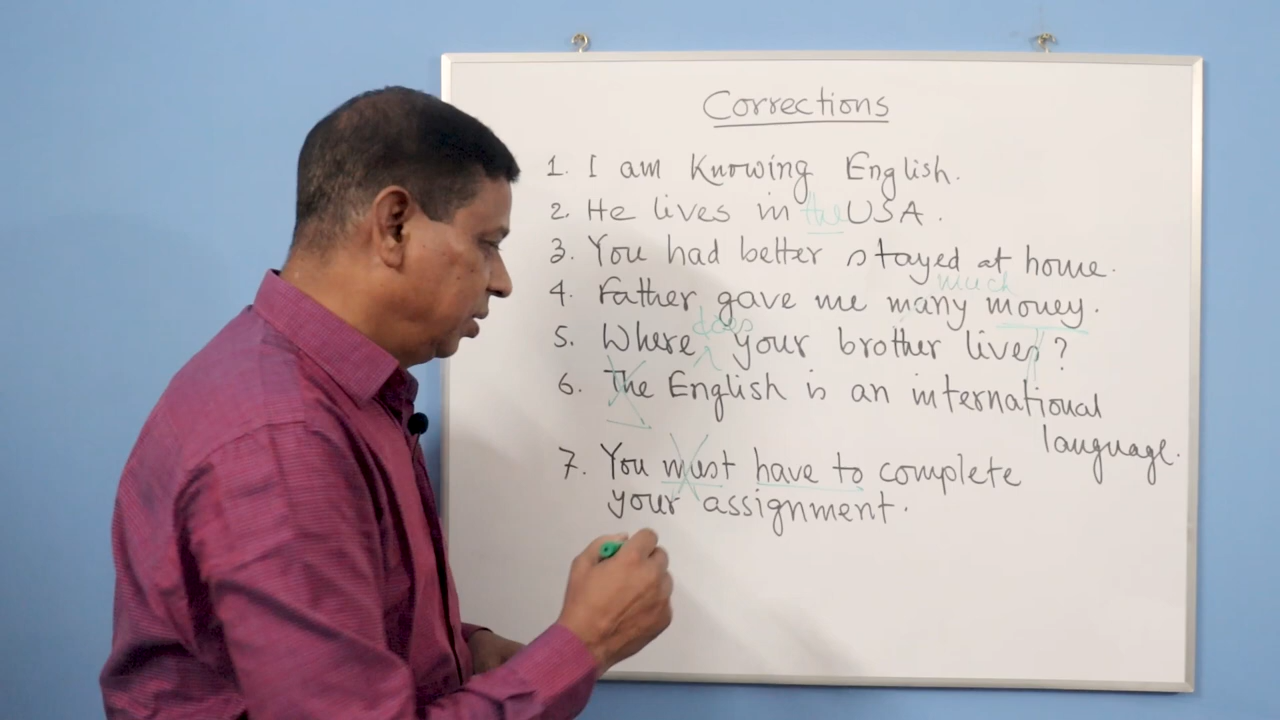 Corrections
1. I am Knowing English.
2. He lives in the USA.
3. You had better stayed at home.
much
4. Father gave me many money.
does
5. Where ^ your brother lives?
6. The English is an international
language.
7. You must have to complete
your assignment.